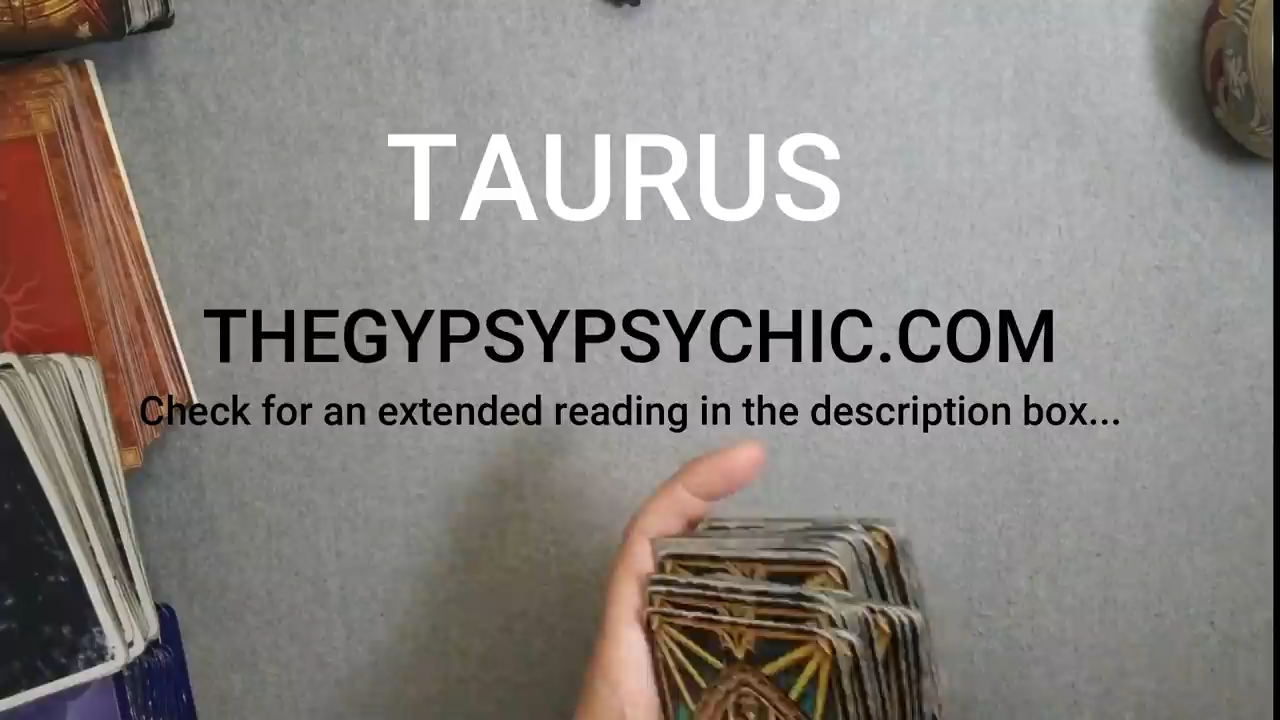 TAURUS
THEGYPSYPSYCHIC.COM
Check for an extended reading in the description box...